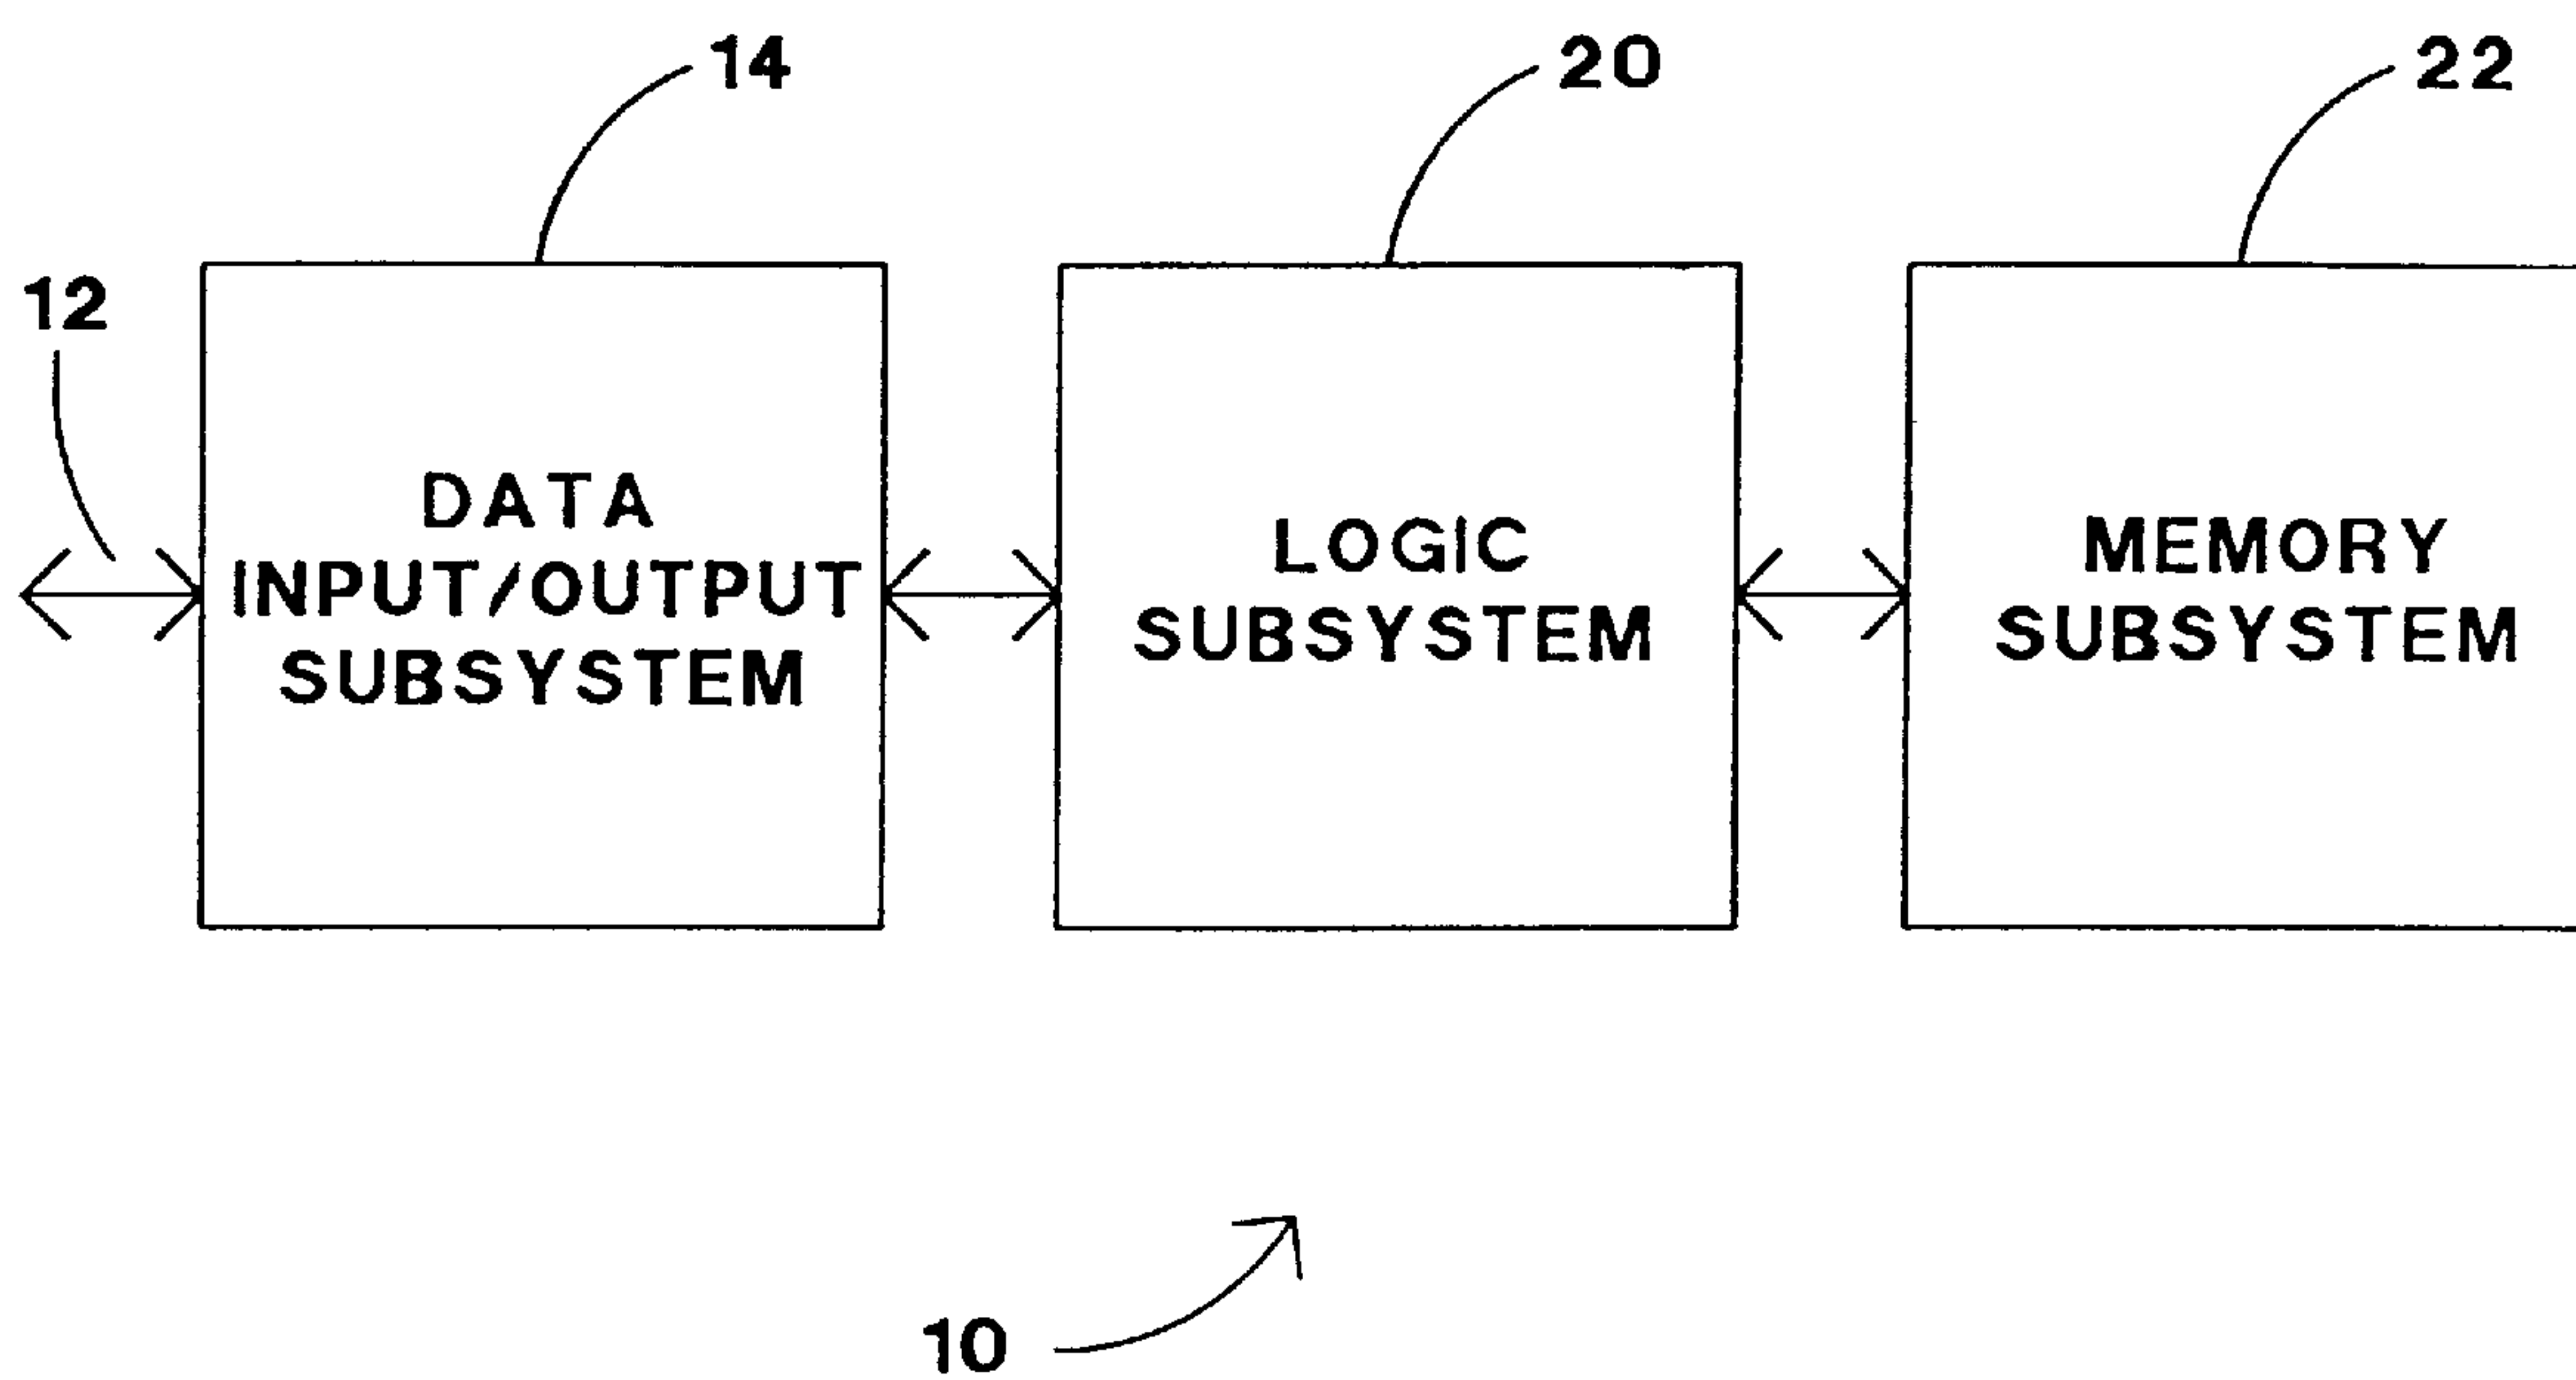 14
20
22
12
DATA
INPUT/OUTPUT
SUBSYSTEM
LOGIC
SUBSYSTEM
MEMORY
SUBSYSTEM
10